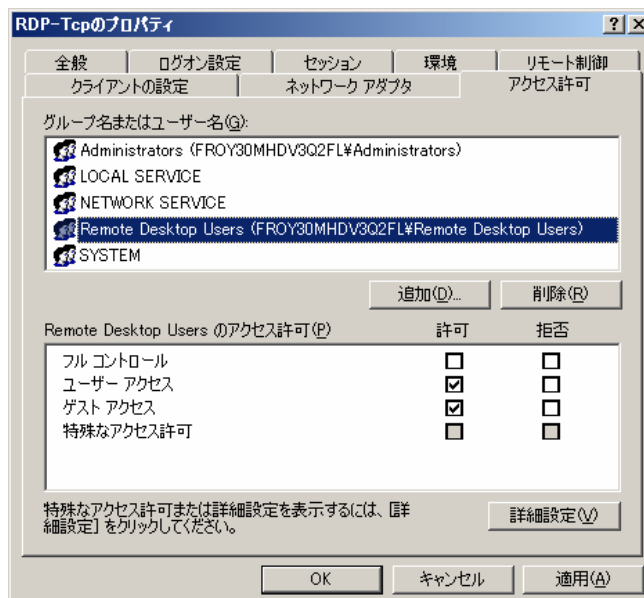 RDP-Tcpのプロパティ
全般 ログオン設定 セッション 環境 リモート制御
クライアントの設定 ネットワーク アダプタ アクセス許可
グループ名またはユーザー名(G):
Administrators (FROY30MHDV3Q2FL¥Administrators)
LOCAL SERVICE
NETWORK SERVICE
Remote Desktop Users (FROY30MHDV3Q2FL¥Remote Desktop Users)
SYSTEM
追加(D)... 削除(R)
Remote Desktop Users のアクセス許可(P) 許可 拒否
フル コントロール
ユーザー アクセス
ゲスト アクセス
特殊なアクセス許可
特殊なアクセス許可または詳細設定を表示するには、[詳
細設定] をクリックしてください。
詳細設定(V)
OK キャンセル 適用(A)